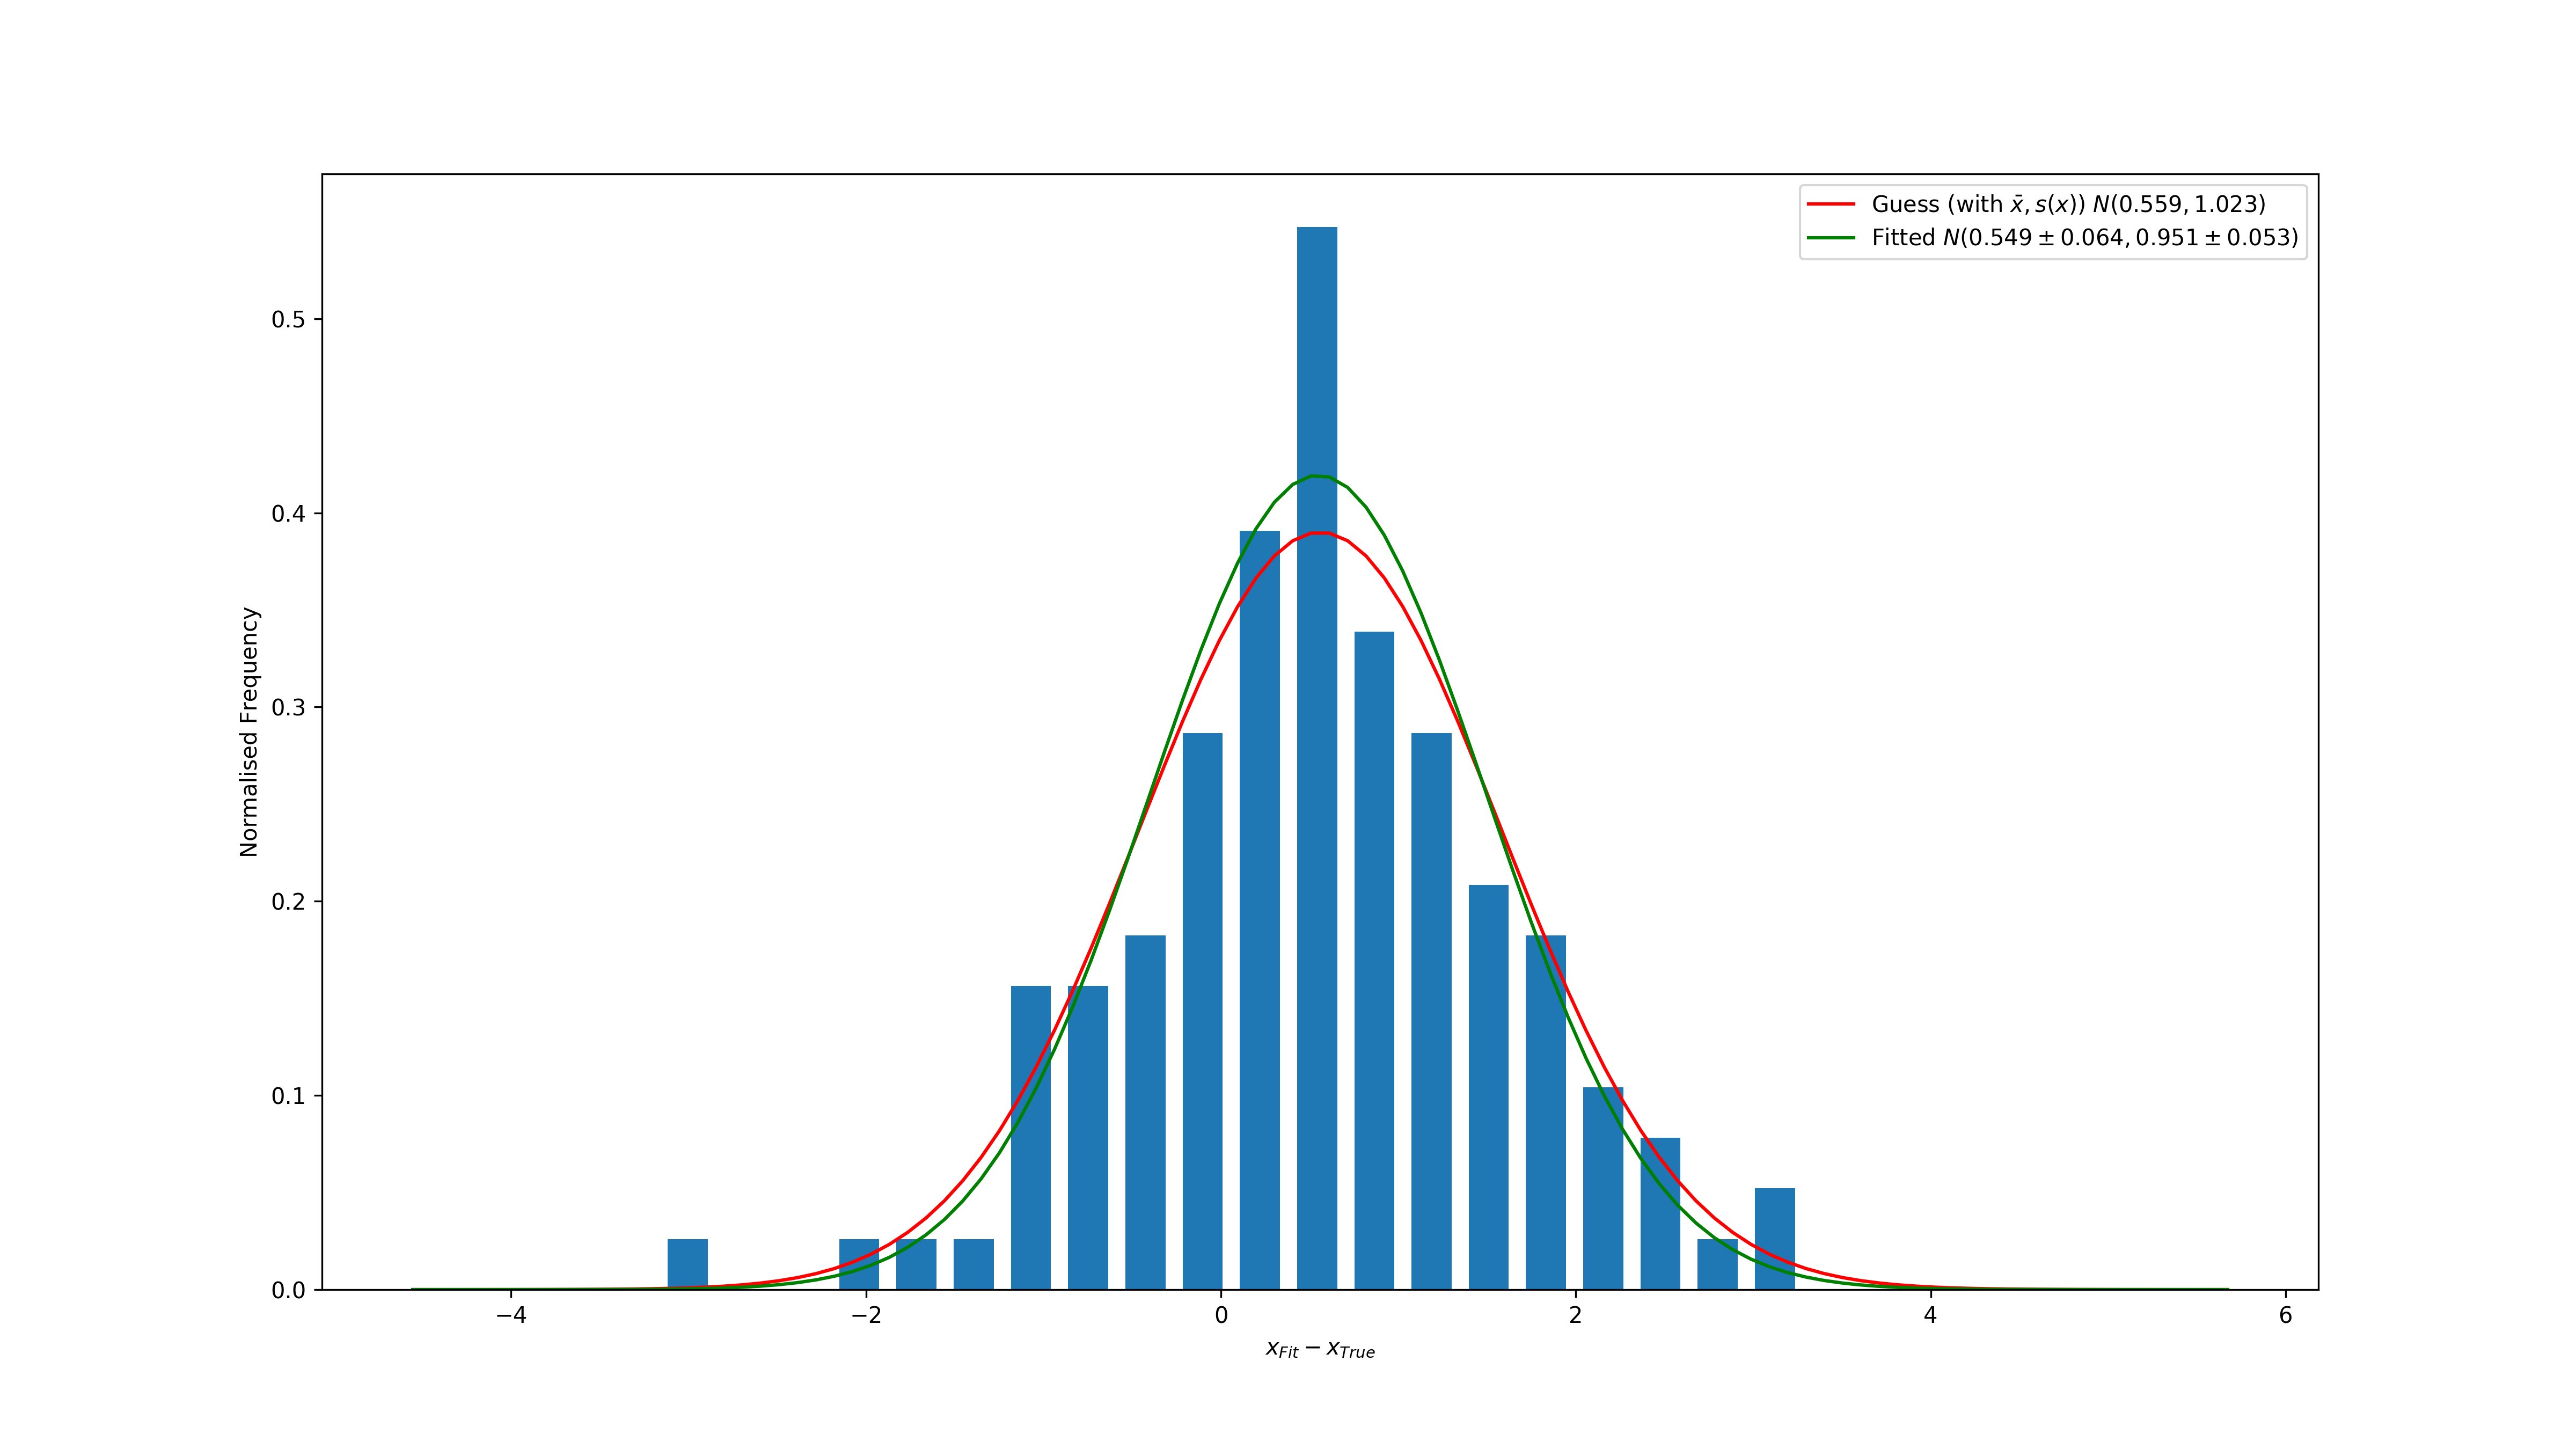 Guess (with x̄, s(x)) N(0.559, 1.023)
Fitted N(0.549 ± 0.064, 0.951 ± 0.053)
Normalised Frequency
0.5
0.4
0.3
0.2
0.1
0.0
−4 −2 0 2 4 6
x_Fit − x_True